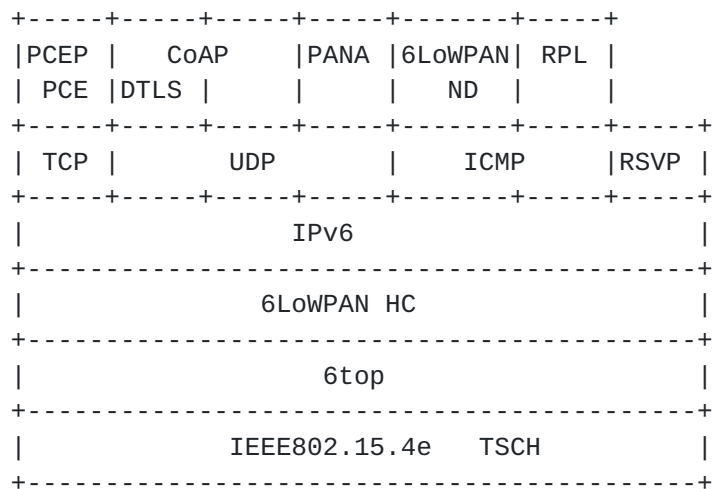 +-----+-----+-----+-----+-------+-----+
|PCEP |   CoAP    |PANA |6LoWPAN| RPL |
| PCE |DTLS |     |     |   ND  |     |
+-----+-----+-----+-----+-------+-----+-----+
| TCP |       UDP       |    ICMP     |RSVP |
+-----+-----+-----+-----+-------+-----+-----+
|                 IPv6                      |
+-------------------------------------------+
|               6LoWPAN HC                  |
+-------------------------------------------+
|                   6top                    |
+-------------------------------------------+
|             IEEE802.15.4e   TSCH          |
+-------------------------------------------+